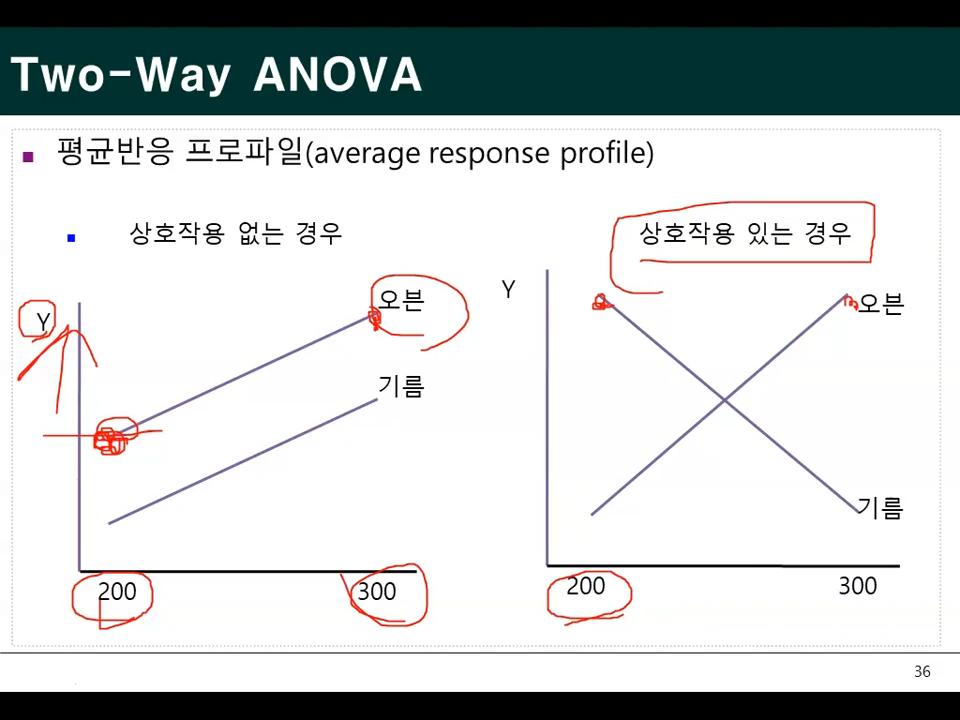 Two-Way ANOVA
평균반응 프로파일(average response profile)
상호작용 없는 경우
Y
오븐
기름
200
300
상호작용 있는 경우
Y
오븐
기름
200
300
36